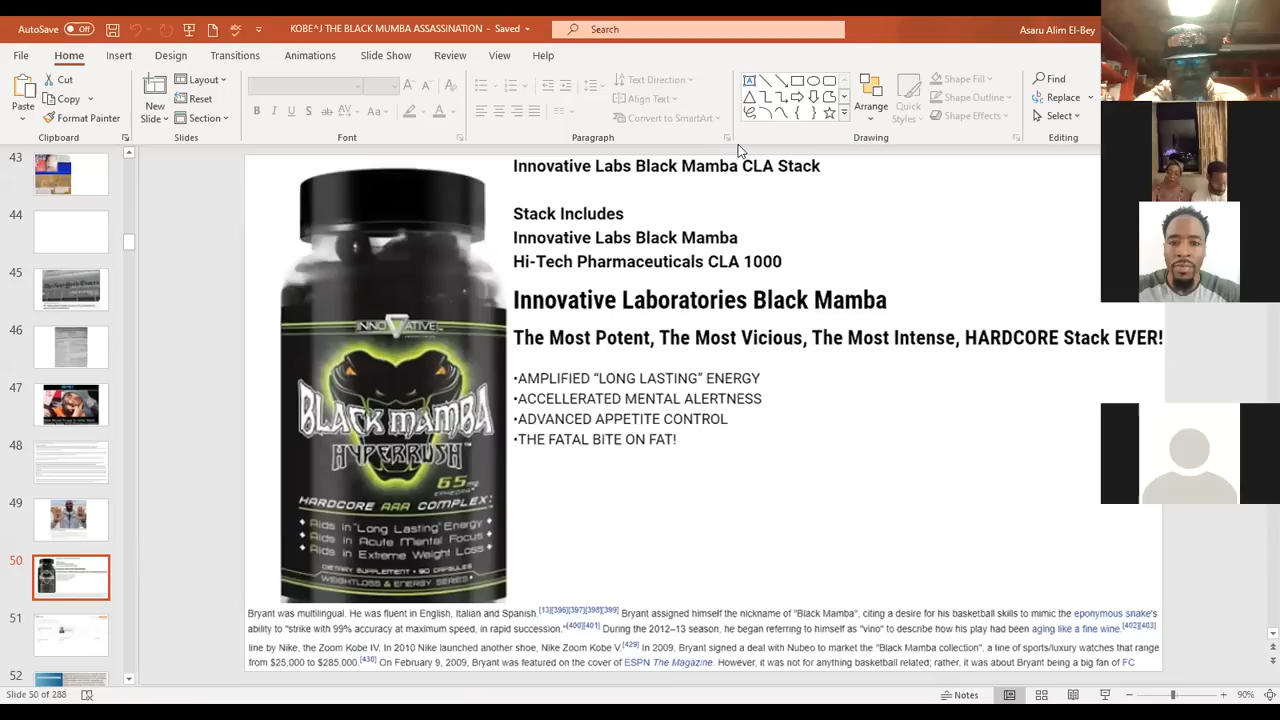 AutoSave Off
KOBE^J THE BLACK MUMBA ASSASSINATION - Saved
Search
Asaru Alim El-Bey
File Home Insert Design Transitions Animations Slide Show Review View Help
Paste
Cut
Copy
Format Painter
Clipboard
New Slide
Layout
Reset
Section
Slides
Font
Text Direction
Align Text
Convert to SmartArt
Paragraph
Arrange
Quick Styles
Shape Fill
Shape Outline
Shape Effects
Drawing
Find
Replace
Select
Editing
43
44
45
46
47
48
49
50
51
52
Innovative Labs Black Mamba CLA Stack
Stack Includes
Innovative Labs Black Mamba
Hi-Tech Pharmaceuticals CLA 1000
Innovative Laboratories Black Mamba
The Most Potent, The Most Vicious, The Most Intense, HARDCORE Stack EVER!
•AMPLIFIED “LONG LASTING” ENERGY
•ACCELLERATED MENTAL ALERTNESS
•ADVANCED APPETITE CONTROL
•THE FATAL BITE ON FAT!
INNOVATIVE
BLACK MAMBA
HYPERRUSH
65mg
EPHEDRA
HARDCORE AAA COMPLEX:
Aids in "Long Lasting" Energy
Aids in Acute Mental Focus
Aids in Extreme Weight Loss
DIETARY SUPPLEMENT • 90 CAPSULES
WEIGHTLOSS & ENERGY SERIES
Bryant was multilingual. He was fluent in English, Italian and Spanish.[13][396][397][398][399] Bryant assigned himself the nickname of "Black Mamba", citing a desire for his basketball skills to mimic the eponymous snake's
ability to "strike with 99% accuracy at maximum speed, in rapid succession."[400][401] During the 2012–13 season, he began referring to himself as "vino" to describe how his play had been aging like a fine wine.[402][403]
line by Nike, the Zoom Kobe IV. In 2010 Nike launched another shoe, Nike Zoom Kobe V.[429] In 2009, Bryant signed a deal with Nubeo to market the "Black Mamba collection", a line of sports/luxury watches that range
from $25,000 to $285,000.[430] On February 9, 2009, Bryant was featured on the cover of ESPN The Magazine. However, it was not for anything basketball related; rather, it was about Bryant being a big fan of FC
Slide 50 of 288
Notes
90%